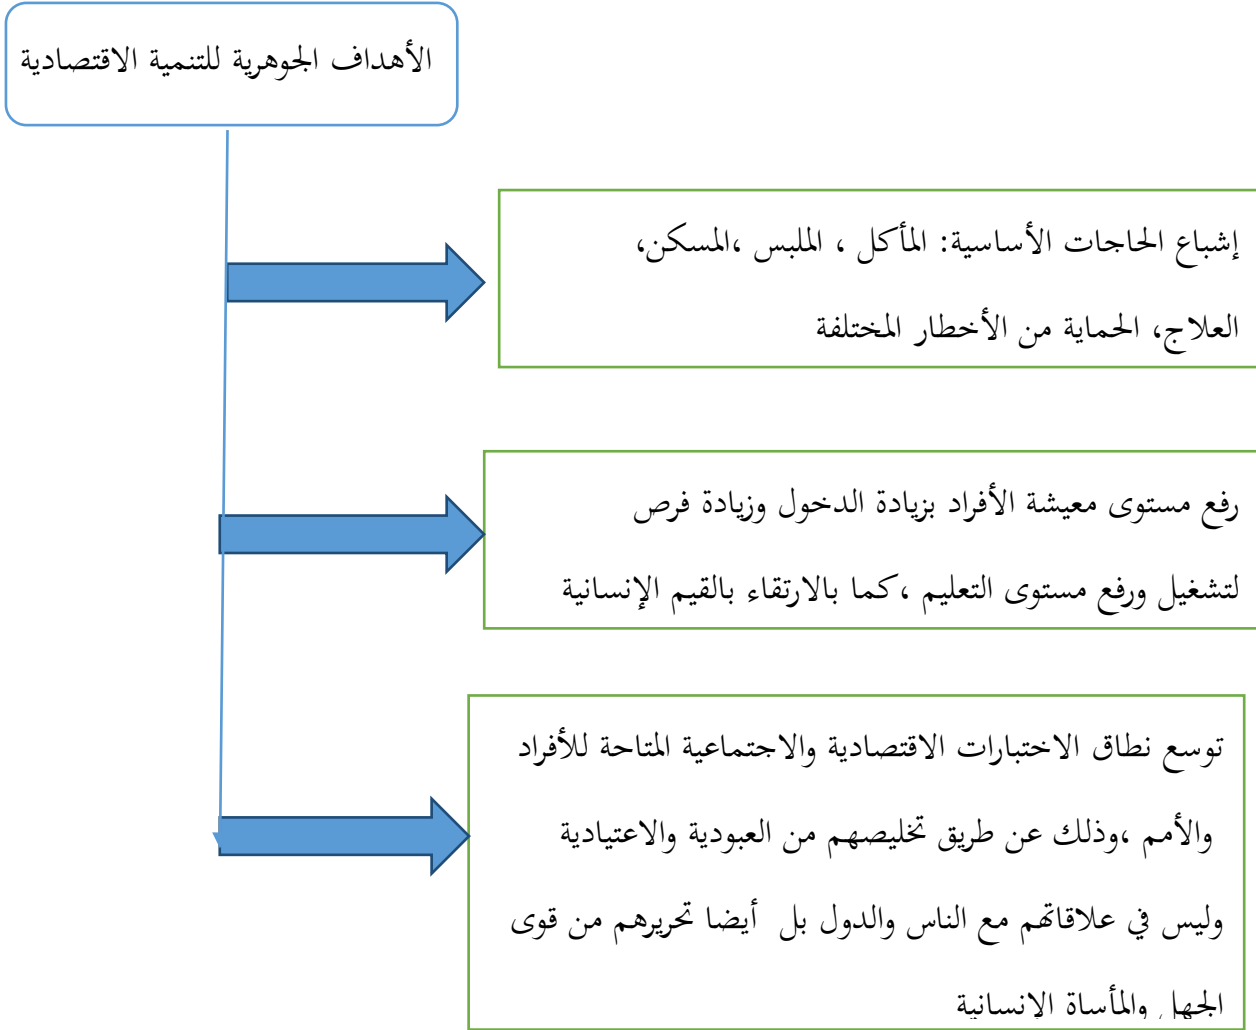 الأهداف الجوهرية للتنمية الاقتصادية
إشباع الحاجات الأساسية: المأكل ، الملبس ،المسكن،
العلاج، الحماية من الأخطار المختلفة
رفع مستوى معيشة الأفراد بزيادة الدخول وزيادة فرص
لتشغيل ورفع مستوى التعليم ،كما بالارتقاء بالقيم الإنسانية
توسع نطاق الاختبارات الاقتصادية والاجتماعية المتاحة للأفراد
والأمم ،وذلك عن طريق تخليصهم من العبودية والاعتيادية
وليس في علاقاتهم مع الناس والدول بل أيضا تحريرهم من قوى
الجهل والمأساة الإنسانية